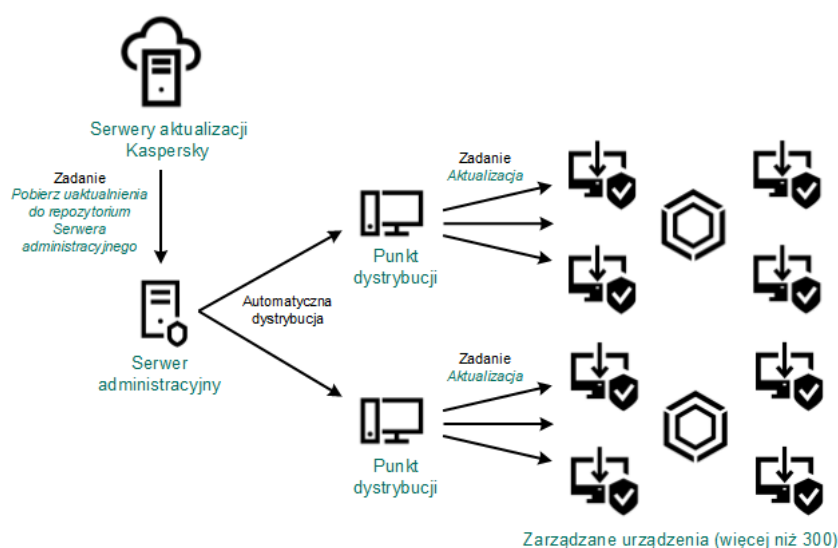 Serwery aktualizacji
Kaspersky
Zadanie
Pobierz uaktualnienia
do repozytorium
Serwera
administracyjnego
Serwer
administracyjny
Automatyczna
dystrybucja
Punkt
dystrybucji
Zadanie
Aktualizacja
Punkt
dystrybucji
Zadanie
Aktualizacja
Zarządzane urządzenia (więcej niż 300)